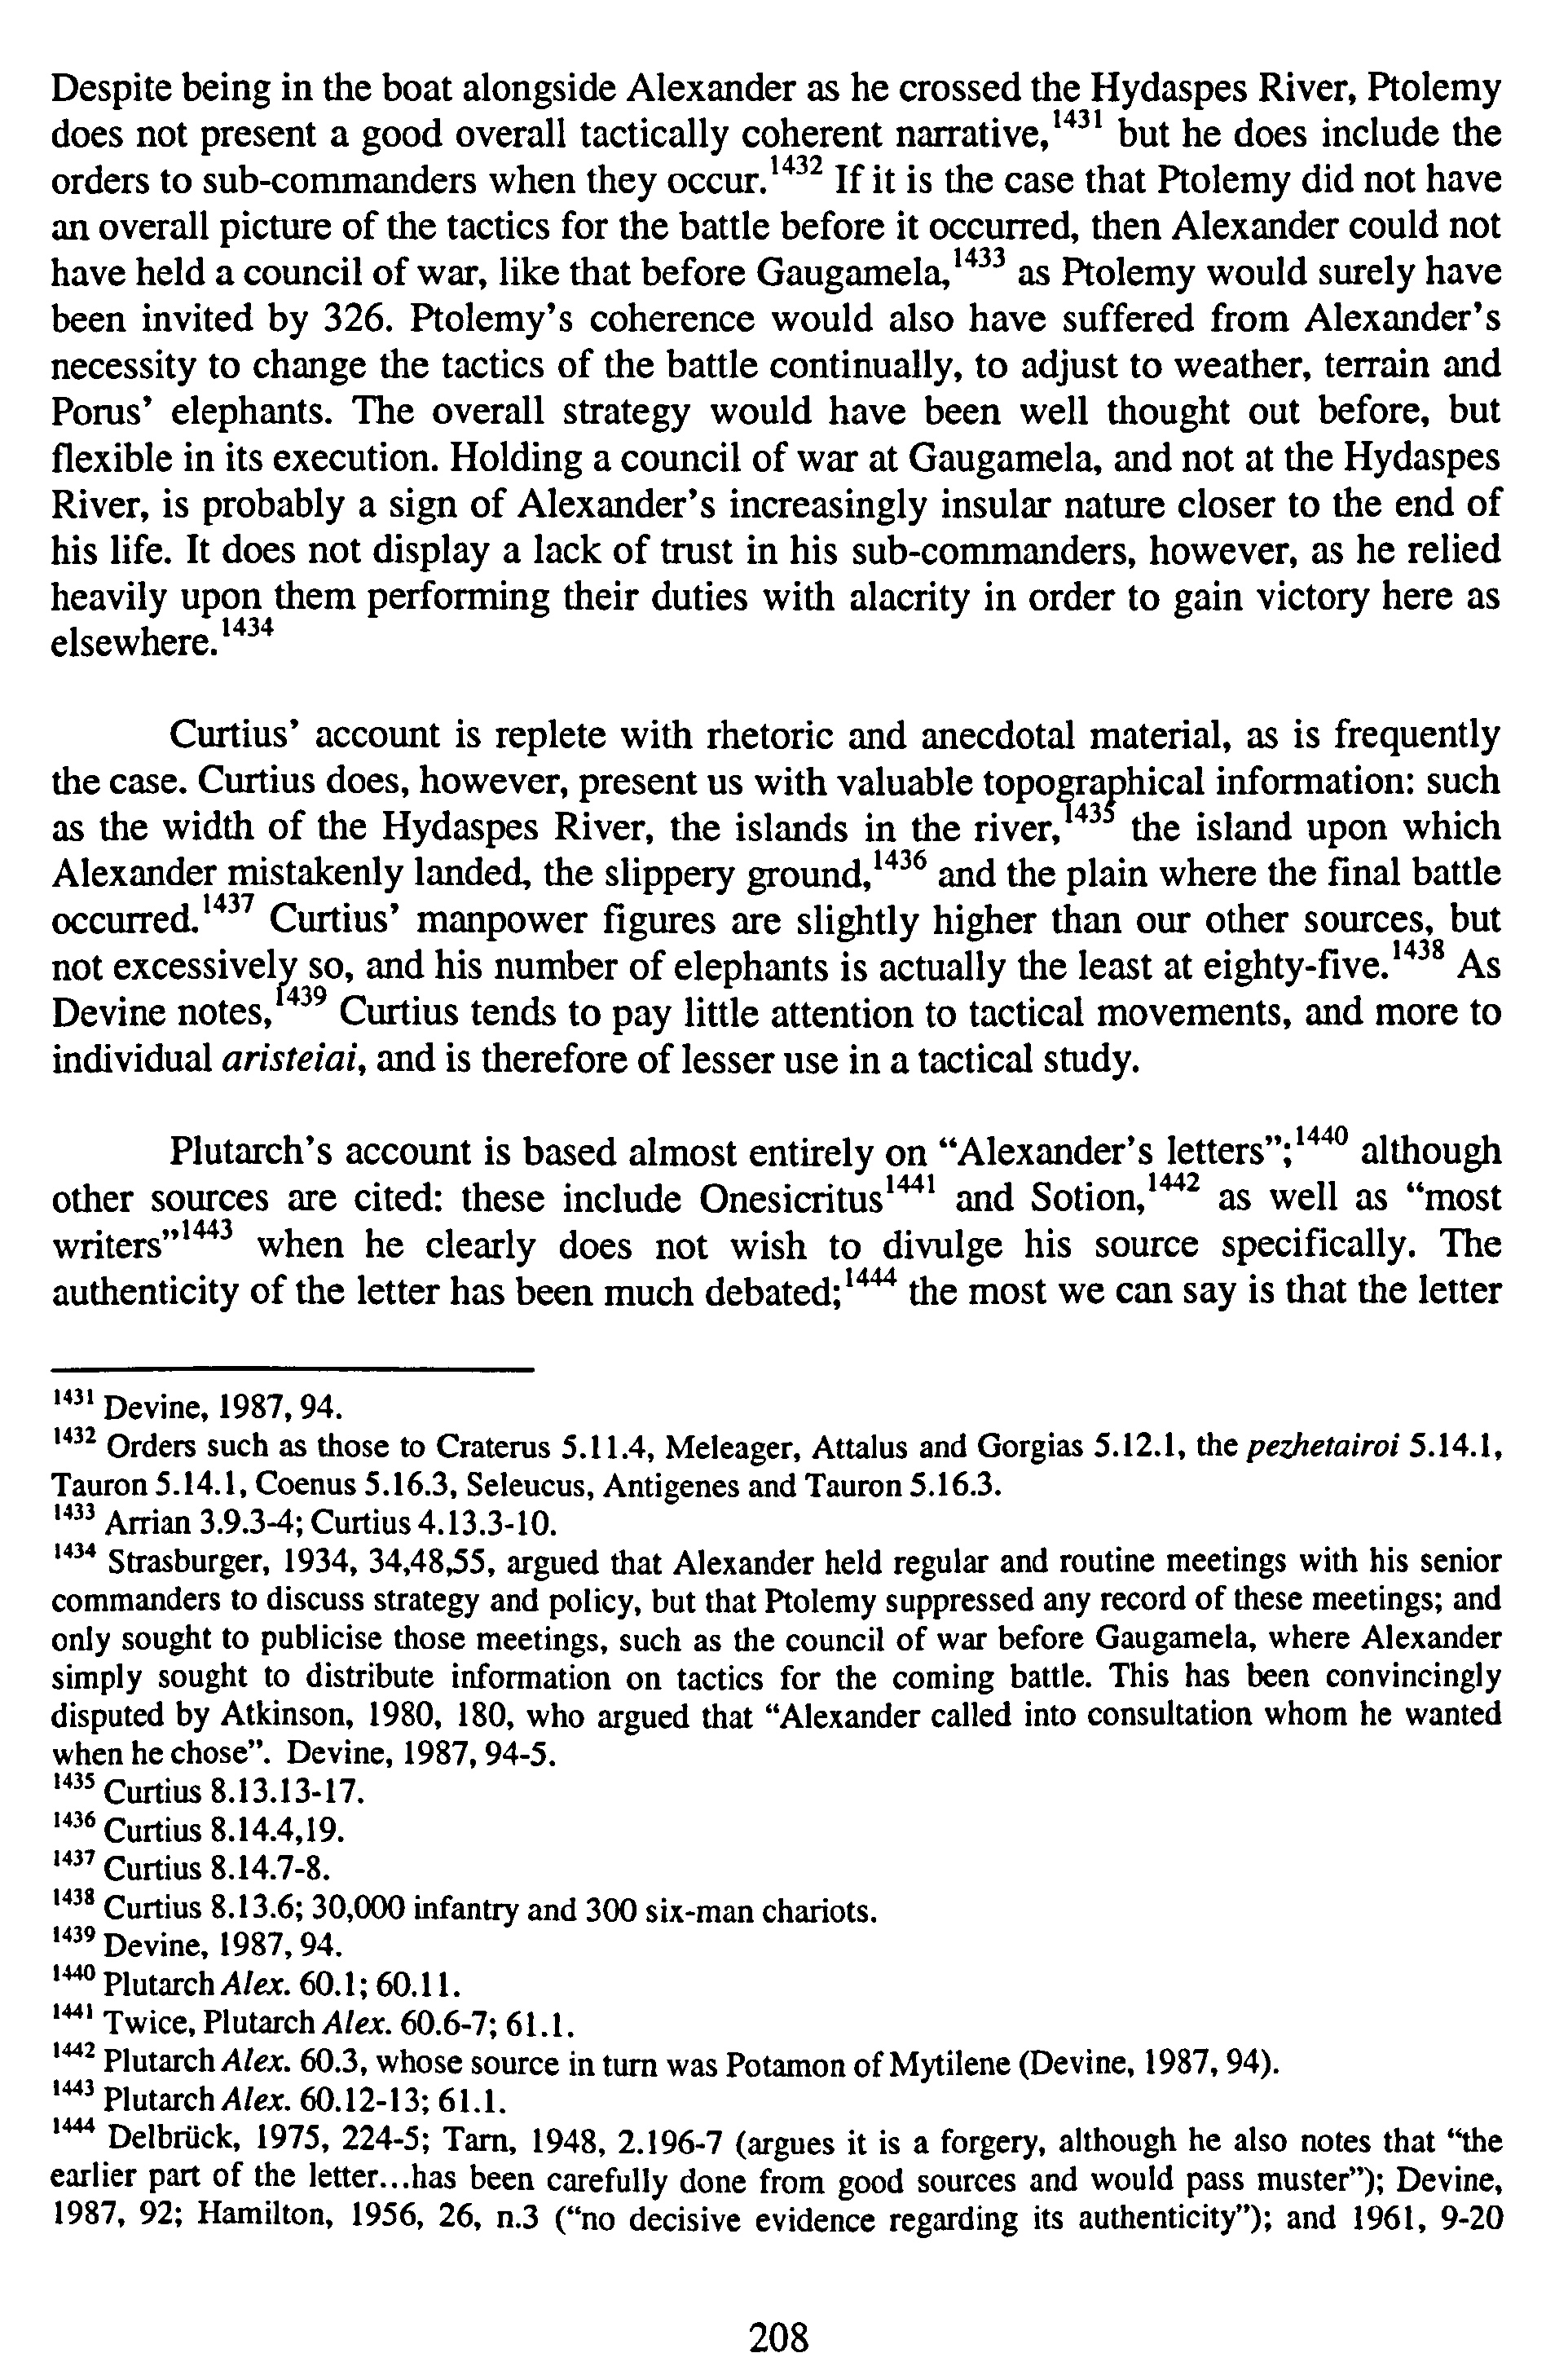 Despite being in the boat alongside Alexander as he crossed the Hydaspes River, Ptolemy
does not present a good overall tactically coherent narrative,1431 but he does include the
orders to sub-commanders when they occur.1432 If it is the case that Ptolemy did not have
an overall picture of the tactics for the battle before it occurred, then Alexander could not
have held a council of war, like that before Gaugamela,1433 as Ptolemy would surely have
been invited by 326. Ptolemy's coherence would also have suffered from Alexander's
necessity to change the tactics of the battle continually, to adjust to weather, terrain and
Porus' elephants. The overall strategy would have been well thought out before, but
flexible in its execution. Holding a council of war at Gaugamela, and not at the Hydaspes
River, is probably a sign of Alexander's increasingly insular nature closer to the end of
his life. It does not display a lack of trust in his sub-commanders, however, as he relied
heavily upon them performing their duties with alacrity in order to gain victory here as
elsewhere.1434
Curtius' account is replete with rhetoric and anecdotal material, as is frequently
the case. Curtius does, however, present us with valuable topographical information: such
as the width of the Hydaspes River, the islands in the river,1435 the island upon which
Alexander mistakenly landed, the slippery ground,1436 and the plain where the final battle
occurred.1437 Curtius' manpower figures are slightly higher than our other sources, but
not excessively so, and his number of elephants is actually the least at eighty-five.1438 As
Devine notes,1439 Curtius tends to pay little attention to tactical movements, and more to
individual aristeiai, and is therefore of lesser use in a tactical study.
Plutarch's account is based almost entirely on “Alexander's letters”;1440 although
other sources are cited: these include Onesicritus1441 and Sotion,1442 as well as “most
writers”1443 when he clearly does not wish to divulge his source specifically. The
authenticity of the letter has been much debated;1444 the most we can say is that the letter
1431 Devine, 1987, 94.
1432 Orders such as those to Craterus 5.11.4, Meleager, Attalus and Gorgias 5.12.1, the pezhetairoi 5.14.1,
Tauron 5.14.1, Coenus 5.16.3, Seleucus, Antigenes and Tauron 5.16.3.
1433 Arrian 3.9.3-4; Curtius 4.13.3-10.
1434 Strasburger, 1934, 34,48,55, argued that Alexander held regular and routine meetings with his senior
commanders to discuss strategy and policy, but that Ptolemy suppressed any record of these meetings; and
only sought to publicise those meetings, such as the council of war before Gaugamela, where Alexander
simply sought to distribute information on tactics for the coming battle. This has been convincingly
disputed by Atkinson, 1980, 180, who argued that “Alexander called into consultation whom he wanted
when he chose”. Devine, 1987, 94-5.
1435 Curtius 8.13.13-17.
1436 Curtius 8.14.4,19.
1437 Curtius 8.14.7-8.
1438 Curtius 8.13.6; 30,000 infantry and 300 six-man chariots.
1439 Devine, 1987, 94.
1440 Plutarch Alex. 60.1; 60.11.
1441 Twice, Plutarch Alex. 60.6-7; 61.1.
1442 Plutarch Alex. 60.3, whose source in turn was Potamon of Mytilene (Devine, 1987, 94).
1443 Plutarch Alex. 60.12-13; 61.1.
1444 Delbrück, 1975, 224-5; Tarn, 1948, 2.196-7 (argues it is a forgery, although he also notes that “the
earlier part of the letter...has been carefully done from good sources and would pass muster”); Devine,
1987, 92; Hamilton, 1956, 26, n.3 (“no decisive evidence regarding its authenticity”); and 1961, 9-20
208